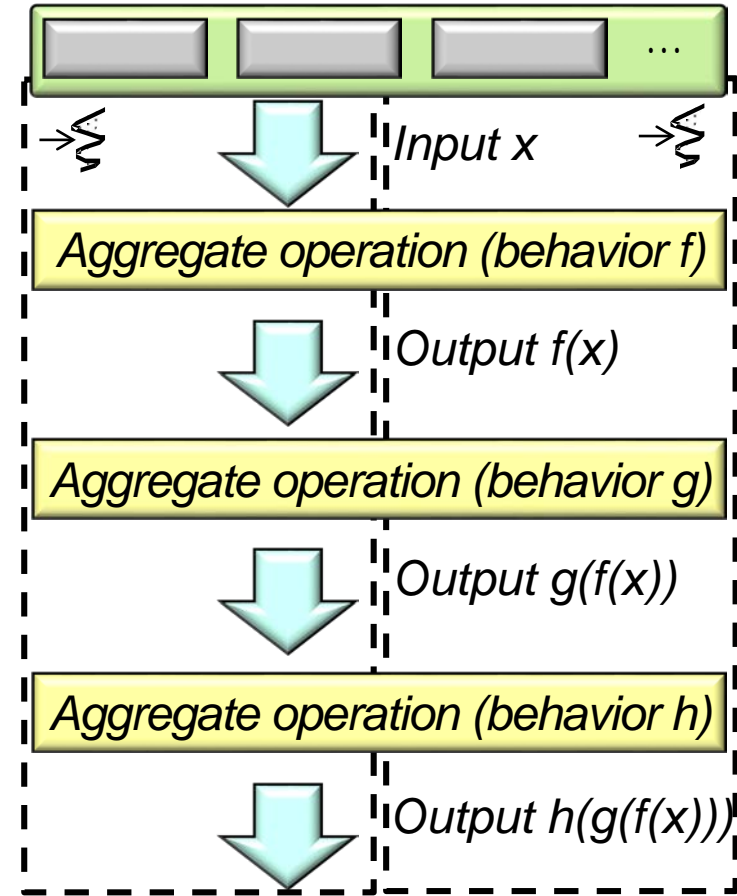 ...
Input x
Aggregate operation (behavior f)
Output f(x)
Aggregate operation (behavior g)
Output g(f(x))
Aggregate operation (behavior h)
Output h(g(f(x)))